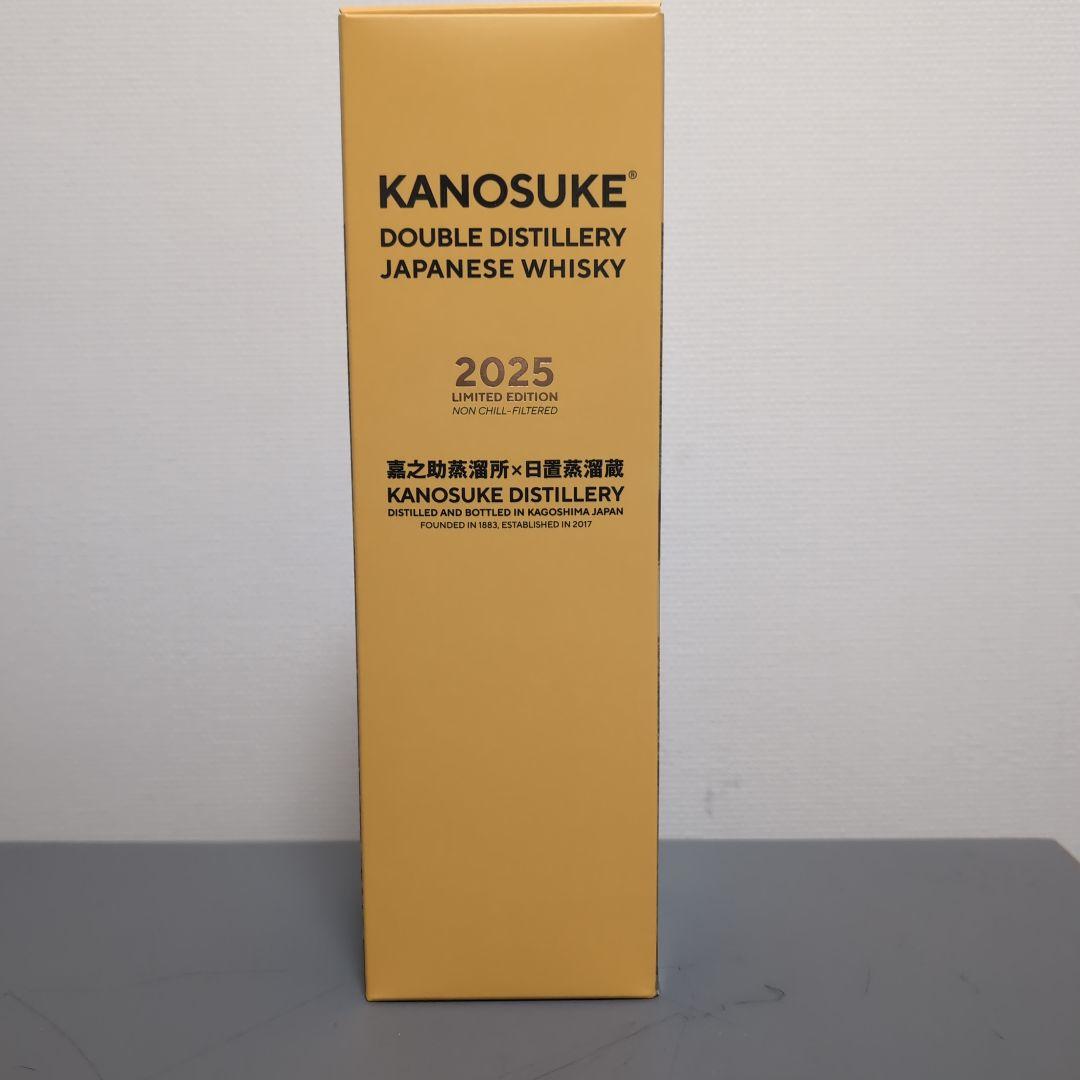 KANOSUKE®
DOUBLE DISTILLERY
JAPANESE WHISKY
2025
LIMITED EDITION
NON CHILL-FILTERED
嘉之助蒸溜所×日置蒸溜蔵
KANOSUKE DISTILLERY
DISTILLED AND BOTTLED IN KAGOSHIMA JAPAN
FOUNDED IN 1883, ESTABLISHED IN 2017